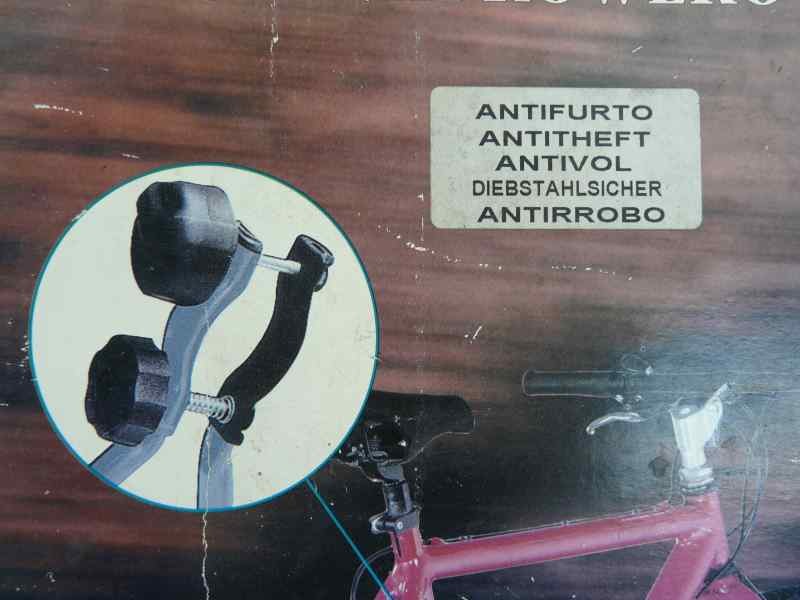 ANTIFURTO
ANTITHEFT
ANTIVOL
DIEBSTAHLSICHER
ANTIRROBO